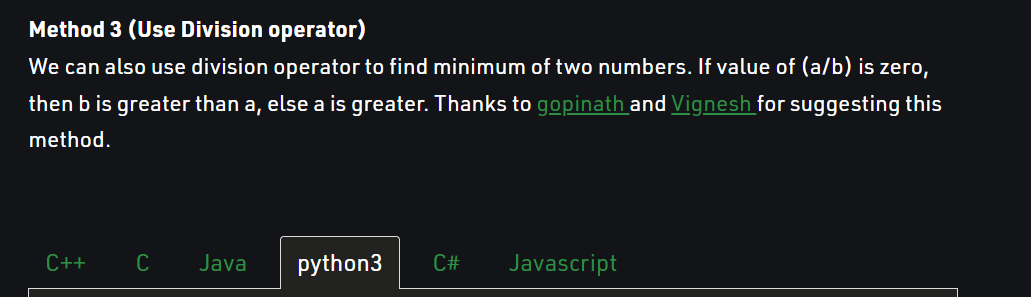 Method 3 (Use Division operator)
We can also use division operator to find minimum of two numbers. If value of (a/b) is zero,
then b is greater than a, else a is greater. Thanks to gopinath and Vignesh for suggesting this
method.
C++ C Java python3 C# Javascript